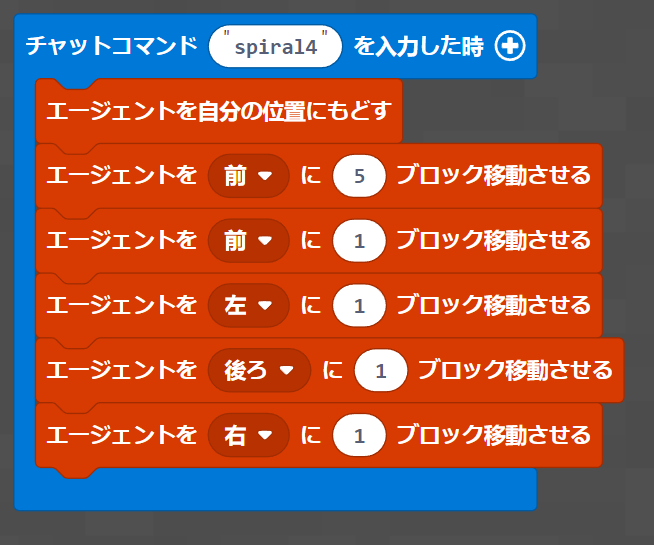 チャットコマンド "spiral4" を入力した時
エージェントを自分の位置にもどす
エージェントを 前 に 5 ブロック移動させる
エージェントを 前 に 1 ブロック移動させる
エージェントを 左 に 1 ブロック移動させる
エージェントを 後ろ に 1 ブロック移動させる
エージェントを 右 に 1 ブロック移動させる